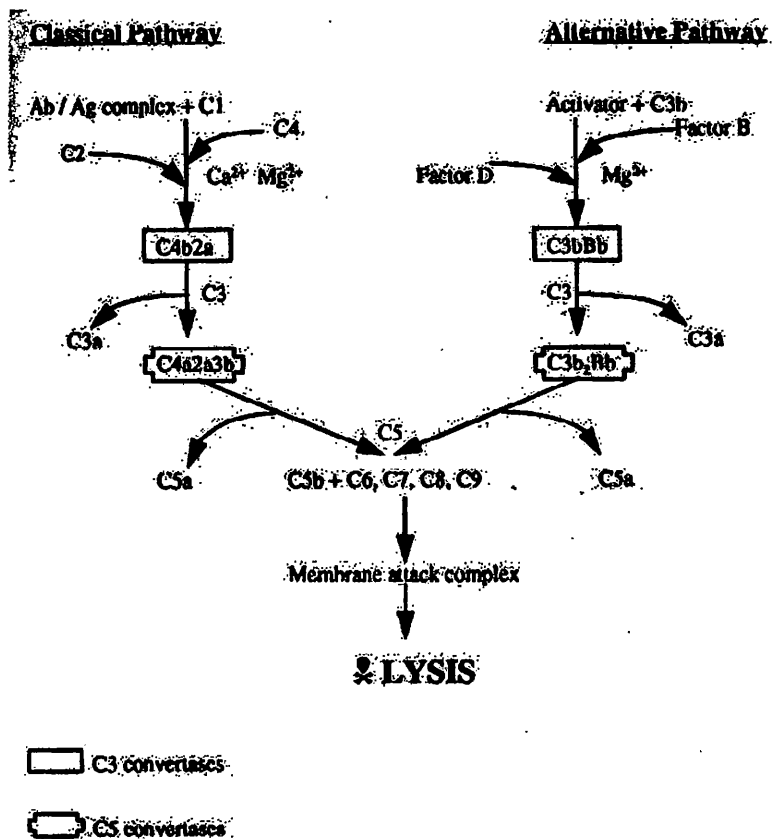 Classical Pathway
Alternative Pathway
Ab / Ag complex + C1
Activator + C3b
C4
Factor B
C2
Ca²⁺ Mg²⁺
Factor D
Mg²⁺
C4b2a
C3bBb
C3
C3
C3a
C3a
C4a2a3b
C3b₂Bb
C5
C5a
C5b + C6, C7, C8, C9
C5a
Membrane attack complex
☠ LYSIS
C3 convertases
C5 convertases